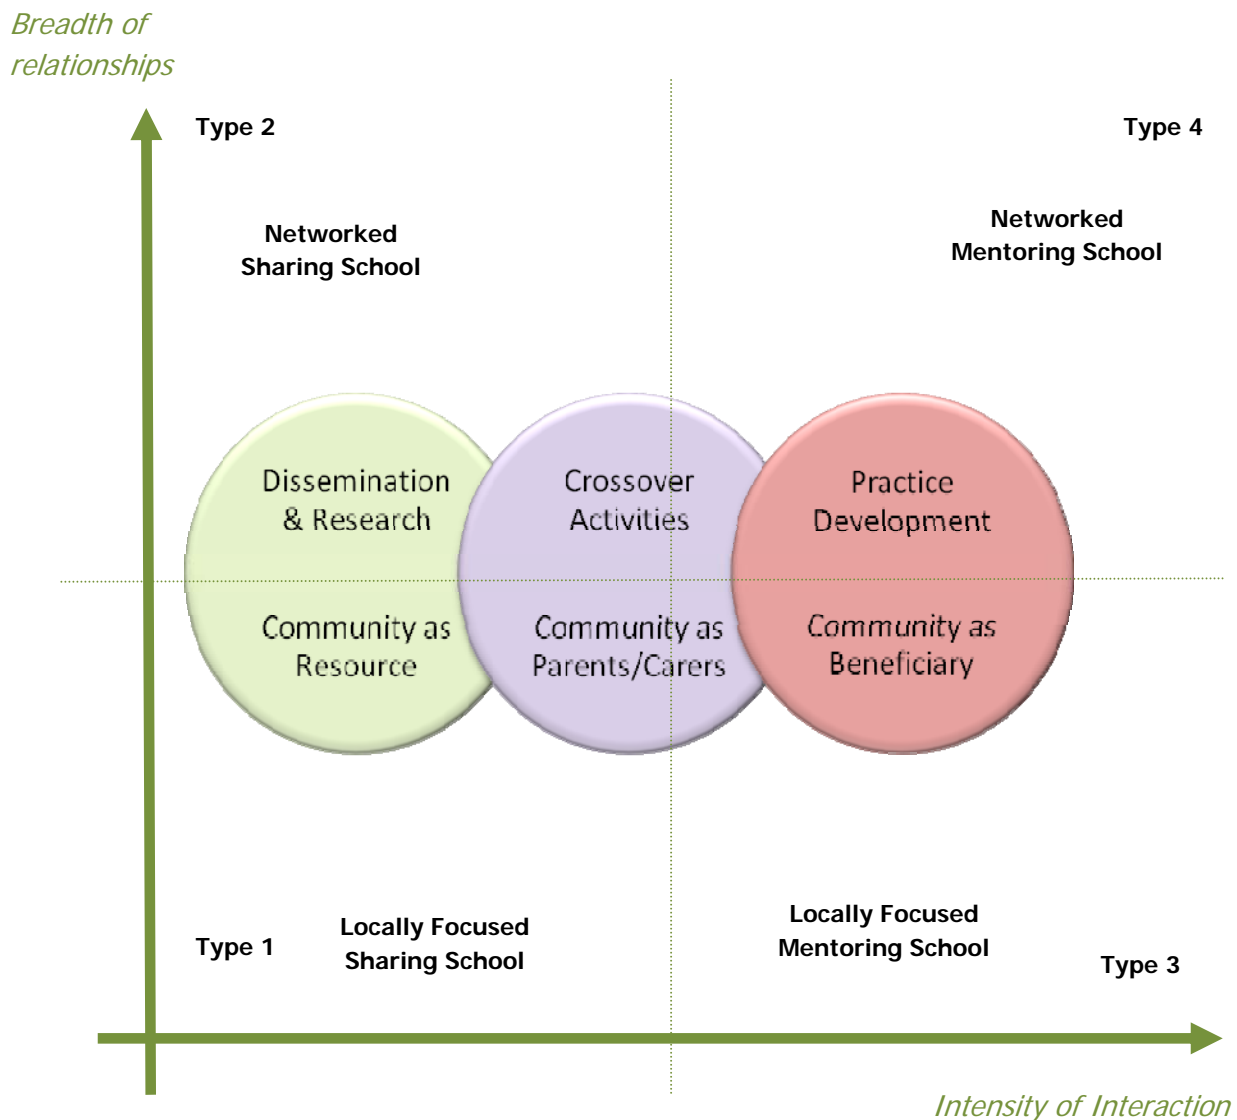 Breadth of
relationships
Type 2
Type 4
Networked
Sharing School
Networked
Mentoring School
Dissemination
& Research
Crossover
Activities
Practice
Development
Community as
Resource
Community as
Parents/Carers
Community as
Beneficiary
Type 1
Locally Focused
Sharing School
Locally Focused
Mentoring School
Type 3
Intensity of Interaction